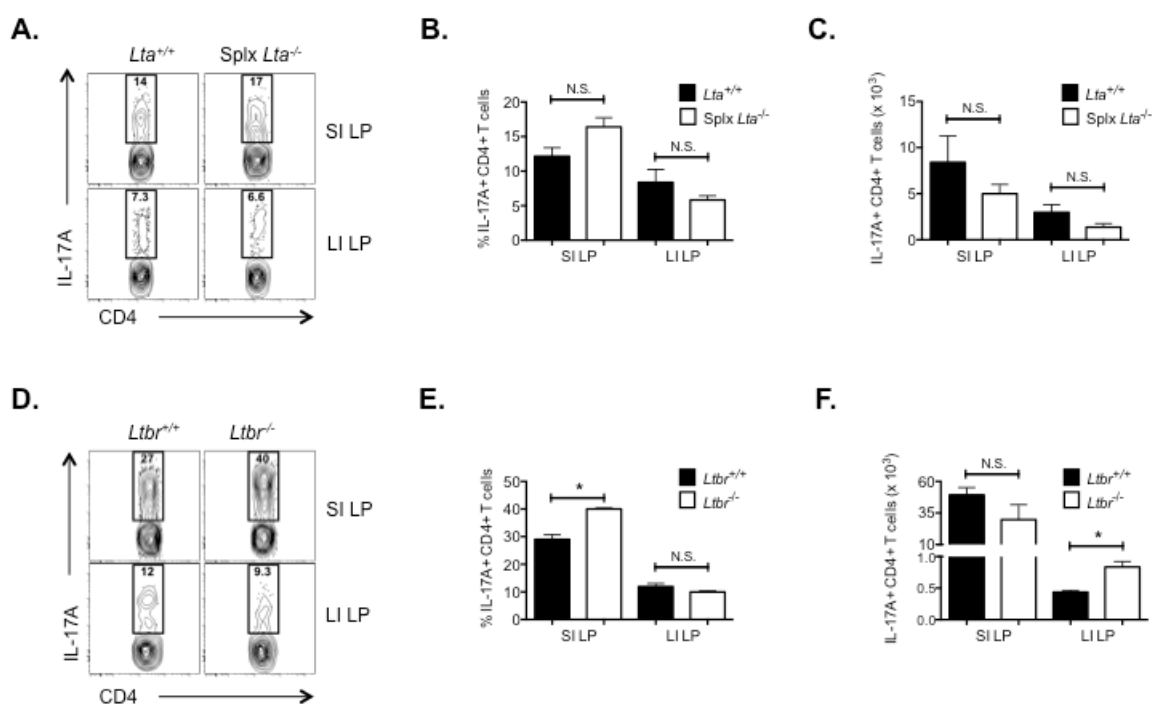 A.
Lta+/+
Splx Lta-/-
14
17
SI LP
7.3
6.6
LI LP
IL-17A
CD4
B.
Lta+/+
Splx Lta-/-
N.S.
N.S.
% IL-17A+ CD4+ T cells
20
15
10
5
0
SI LP
LI LP
C.
Lta+/+
Splx Lta-/-
N.S.
N.S.
IL-17A+ CD4+ T cells (x 10³)
15
10
5
0
SI LP
LI LP
D.
Ltbr+/+
Ltbr-/-
27
40
SI LP
12
9.3
LI LP
IL-17A
CD4
E.
Ltbr+/+
Ltbr-/-
*
N.S.
% IL-17A+ CD4+ T cells
50
40
30
20
10
0
SI LP
LI LP
F.
Ltbr+/+
Ltbr-/-
N.S.
*
IL-17A+ CD4+ T cells (x 10³)
60
35
10
1.0
0.5
0.0
SI LP
LI LP